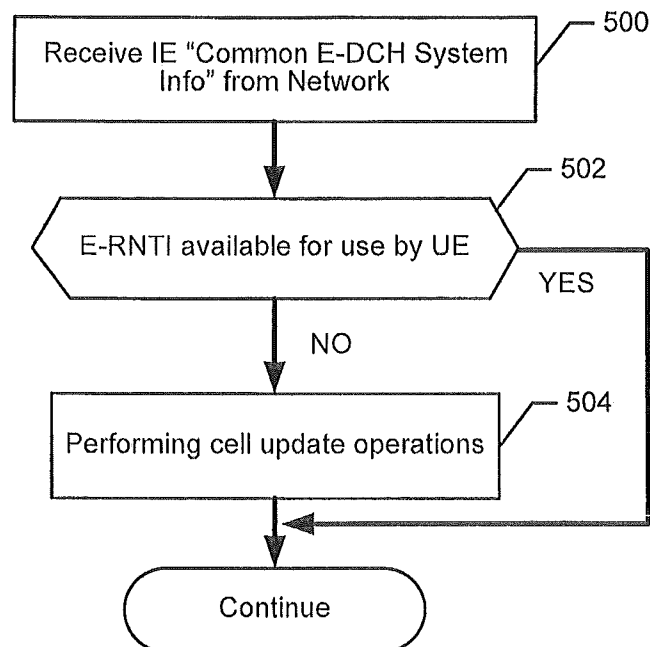 500
Receive IE “Common E-DCH System
Info” from Network
502
E-RNTI available for use by UE
YES
NO
504
Performing cell update operations
Continue